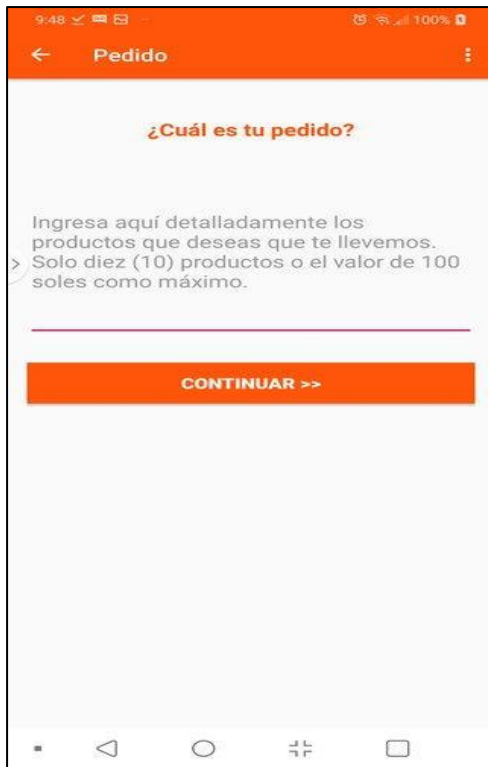 9:48
100%
Pedido
¿Cuál es tu pedido?
Ingresa aquí detalladamente los
productos que deseas que te llevemos.
Solo diez (10) productos o el valor de 100
soles como máximo.
CONTINUAR >>